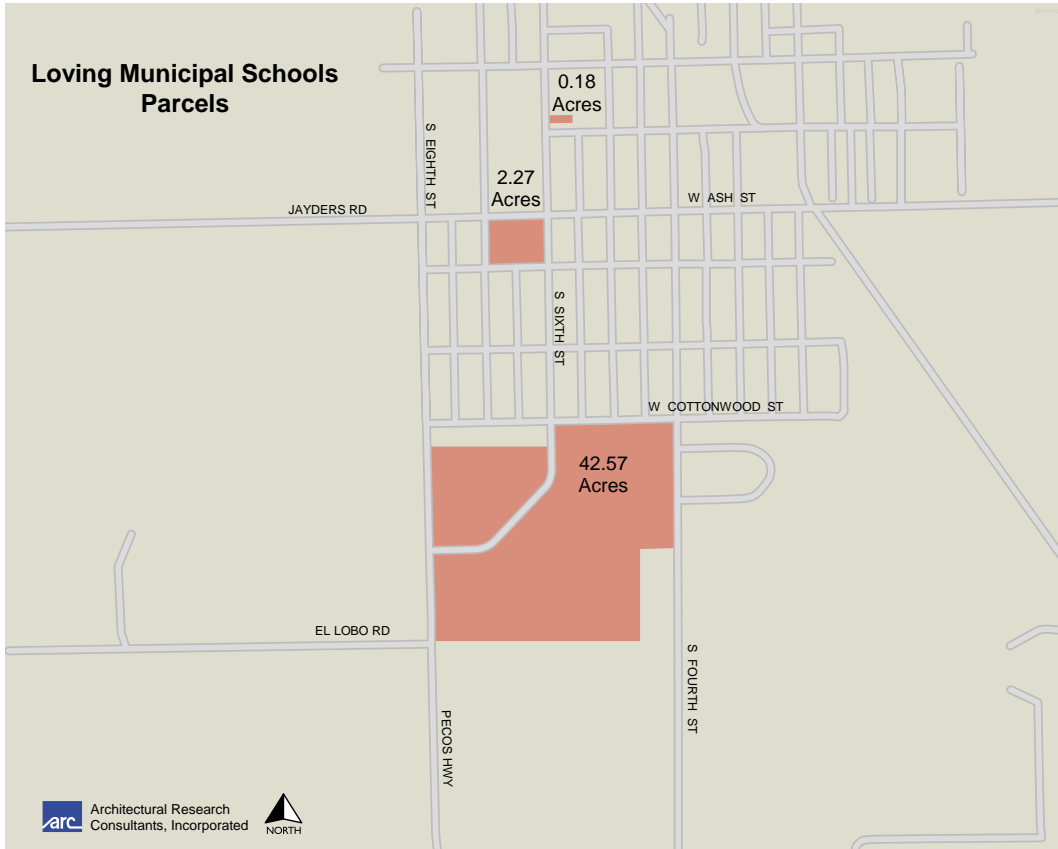 Loving Municipal Schools
Parcels
0.18
Acres
S EIGHTH ST
2.27
Acres
W ASH ST
JAYDERS RD
S SIXTH ST
W COTTONWOOD ST
42.57
Acres
EL LOBO RD
S FOURTH ST
PECOS HWY
arc
Architectural Research
Consultants, Incorporated
NORTH